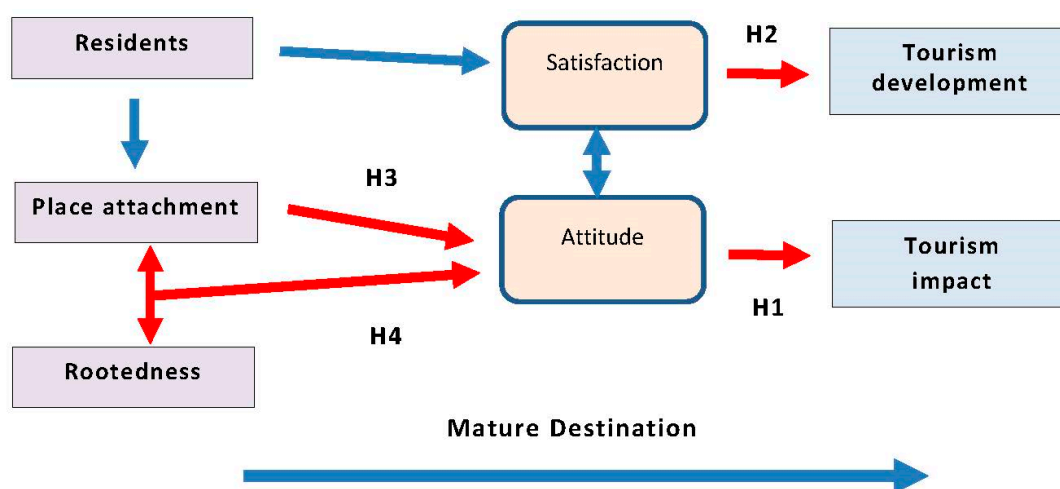 Residents
Satisfaction
H2
Tourism
development
Place attachment
H3
Attitude
H1
Tourism
impact
H4
Rootedness
Mature Destination